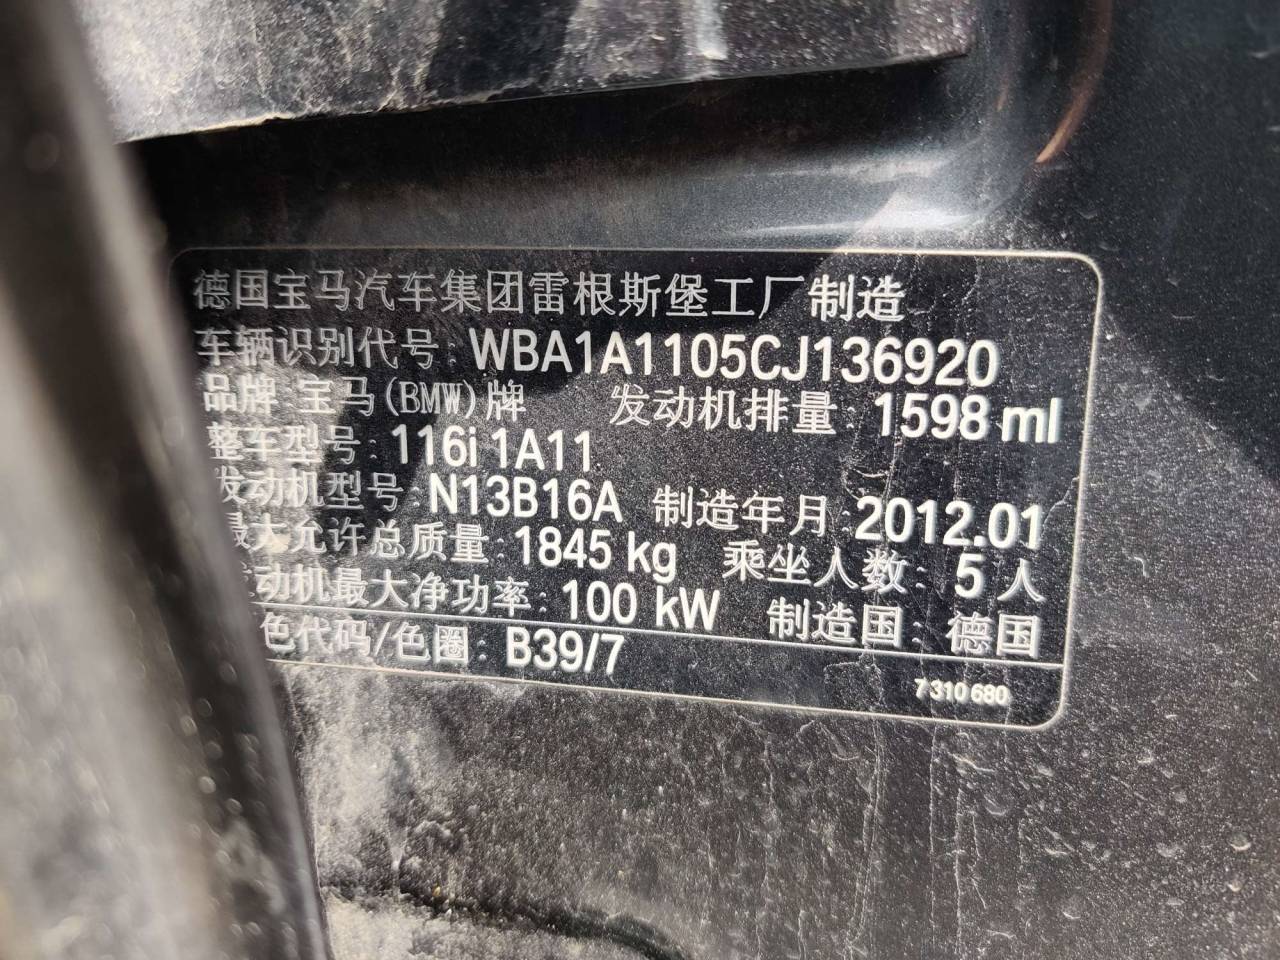 德国宝马汽车集团雷根斯堡工厂制造
车辆识别代号: WBA1A1105CJ136920
品牌 宝马(BMW)牌 发动机排量: 1598 ml
整车型号: 116i 1A11
发动机型号: N13B16A 制造年月: 2012.01
最大允许总质量: 1845 kg 乘坐人数: 5 人
发动机最大净功率: 100 kW 制造国: 德国
色代码/色圈: B39/7
7 310 680